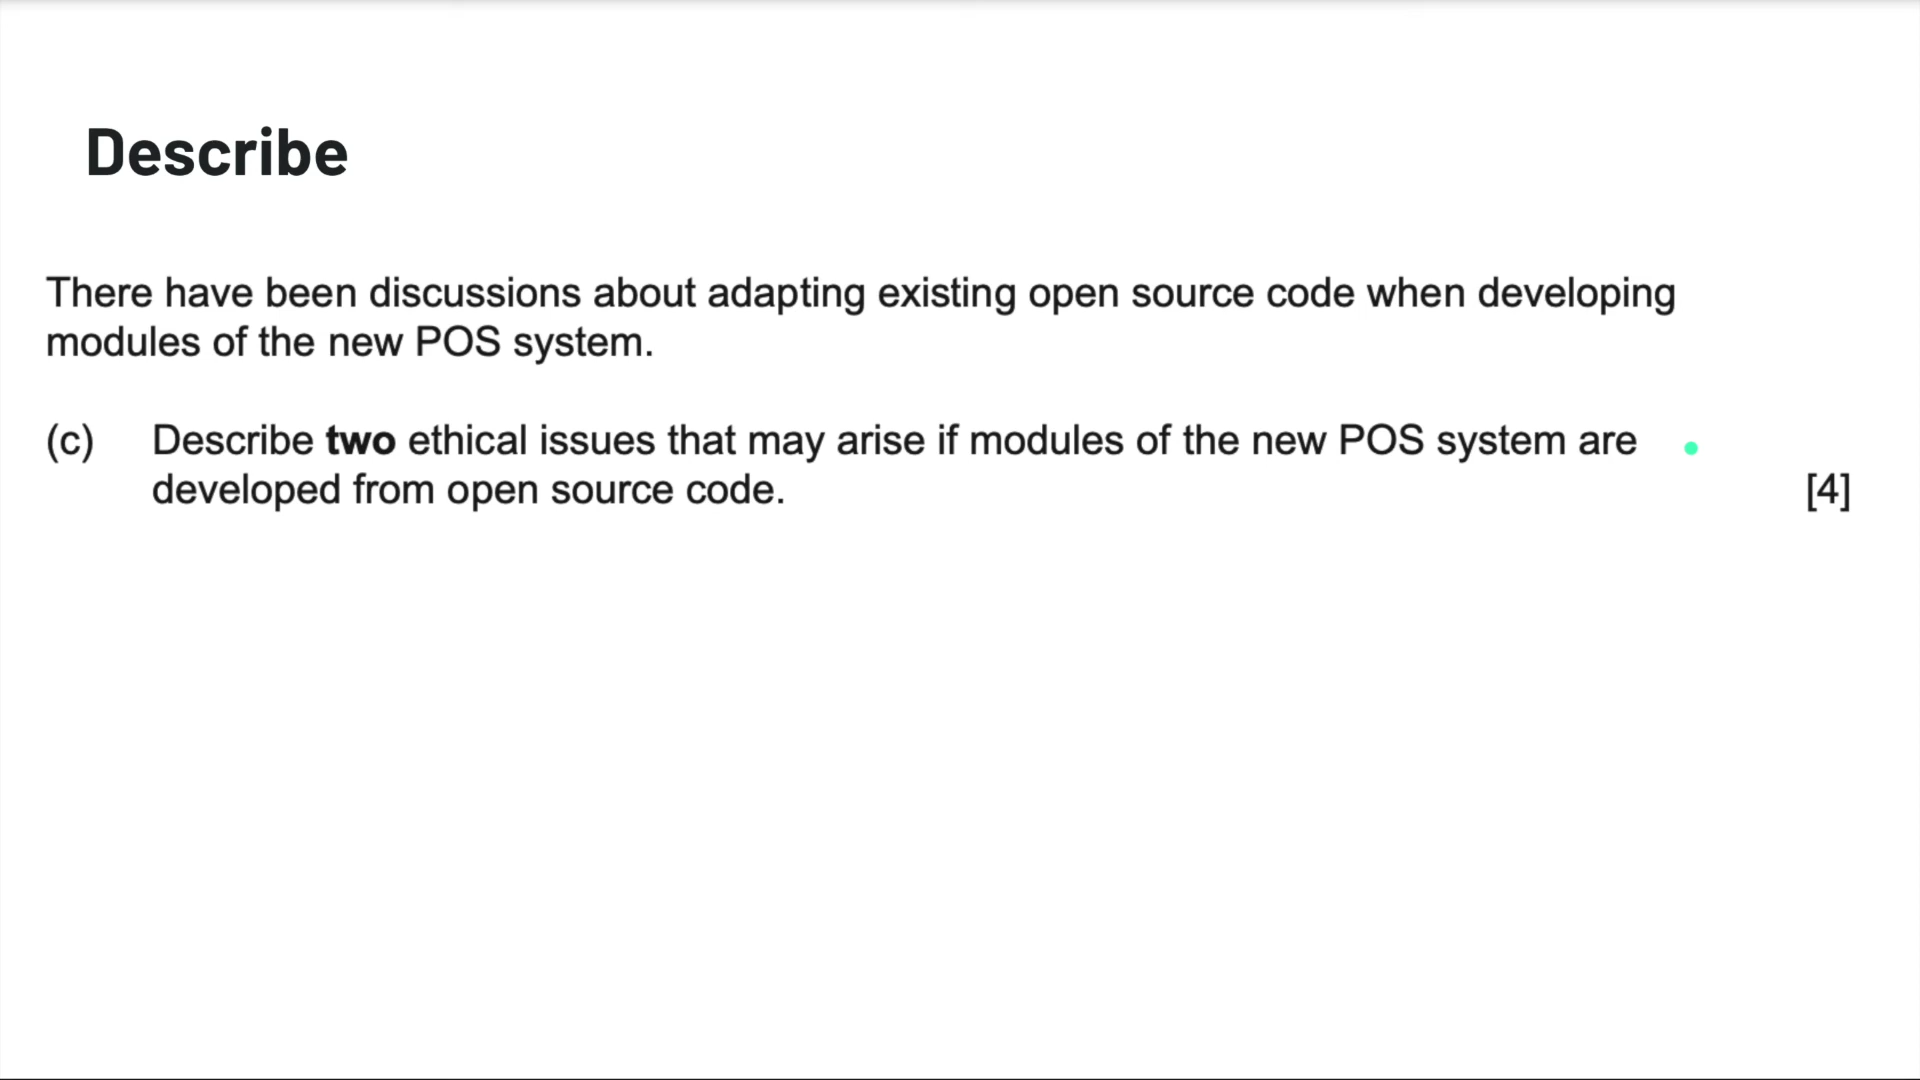 Describe
There have been discussions about adapting existing open source code when developing
modules of the new POS system.
(c) Describe two ethical issues that may arise if modules of the new POS system are
developed from open source code. [4]